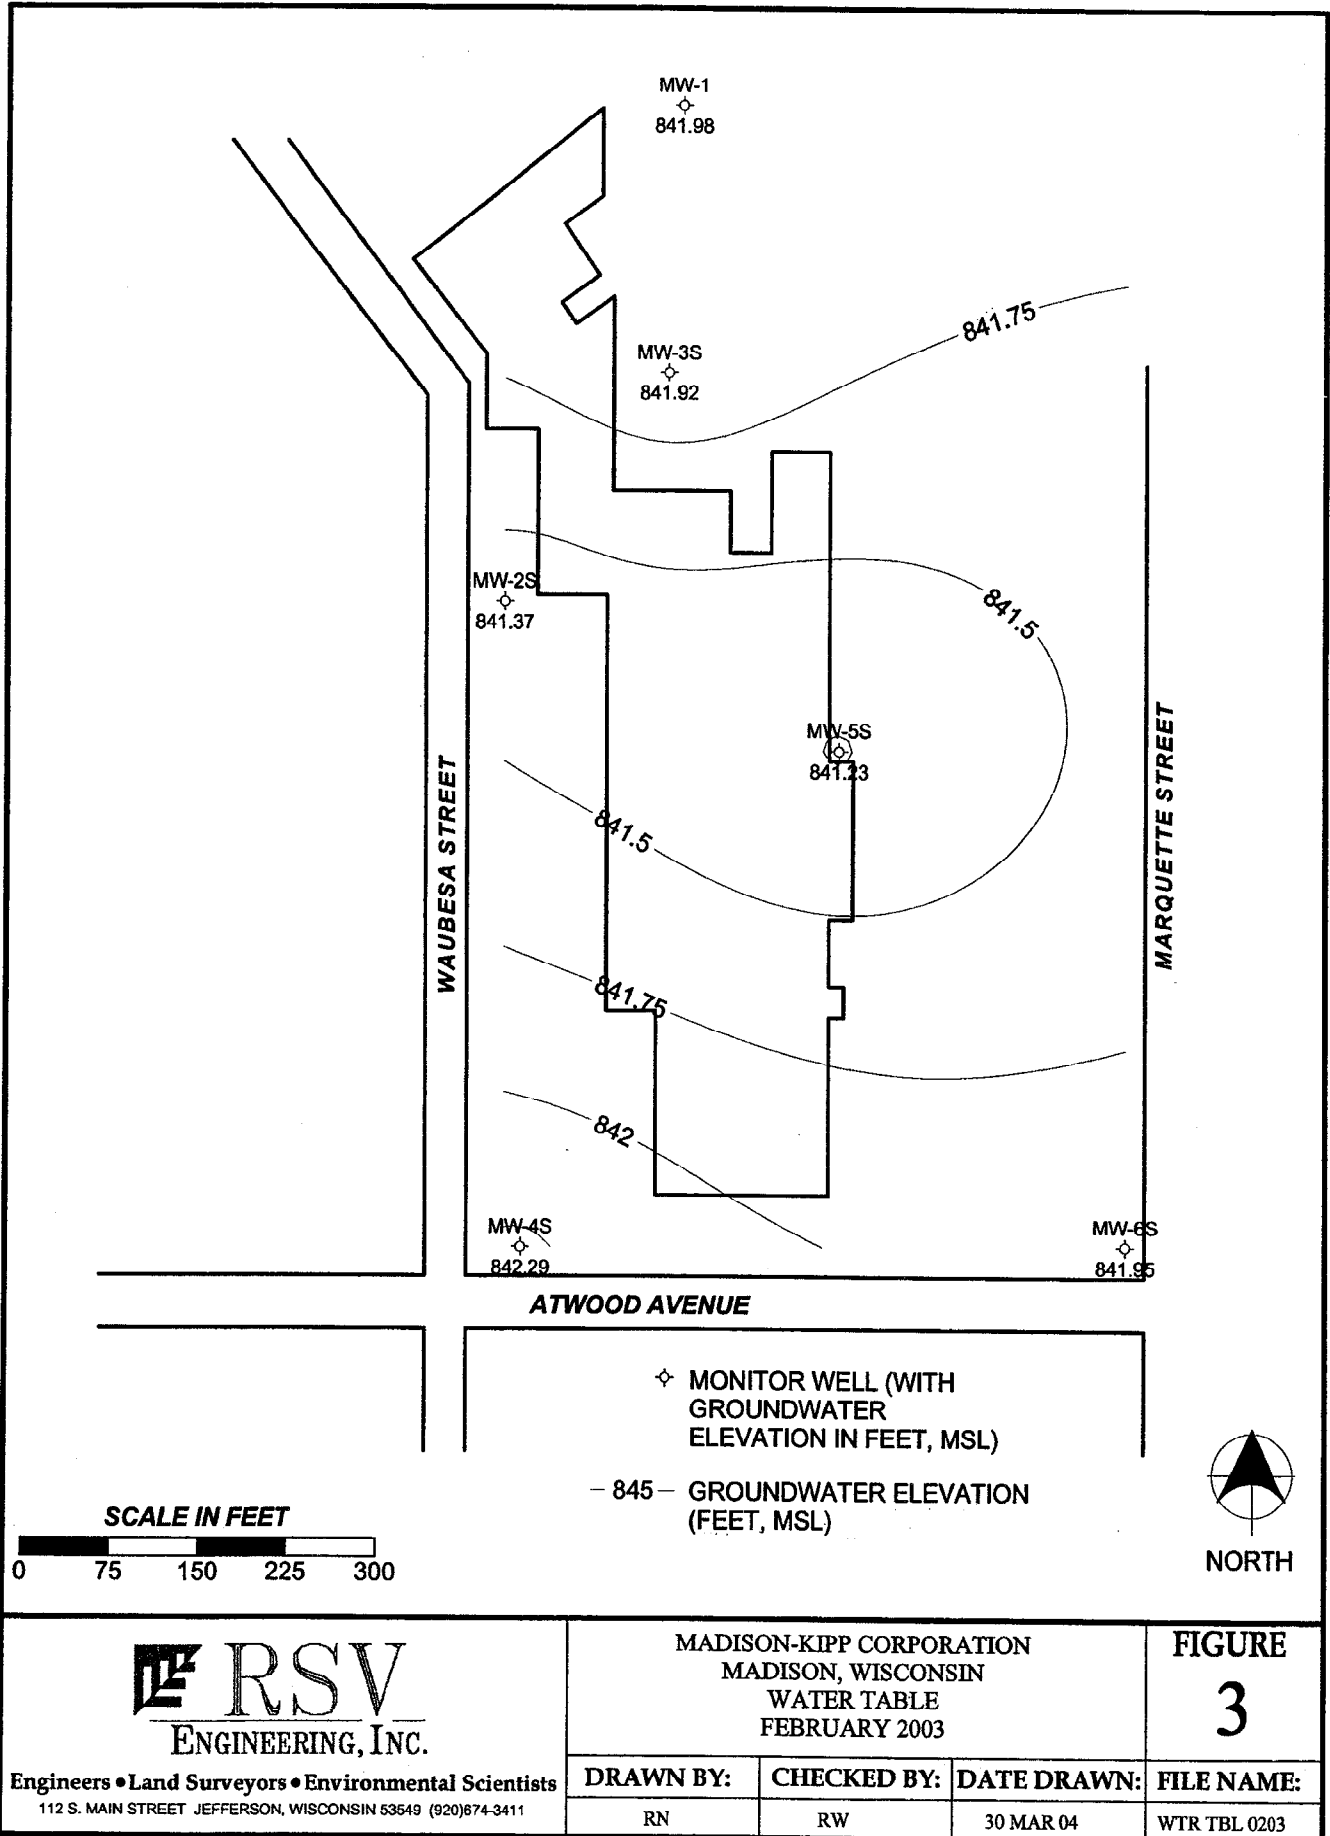 MW-1
841.98
841.75
MW-3S
841.92
MW-2S
841.37
841.5
MW-5S
841.23
WAUBESA STREET
MARQUETTE STREET
841.5
841.75
842
MW-4S
842.29
MW-6S
841.95
ATWOOD AVENUE
MONITOR WELL (WITH
GROUNDWATER
ELEVATION IN FEET, MSL)
– 845 – GROUNDWATER ELEVATION
(FEET, MSL)
SCALE IN FEET
0 75 150 225 300
NORTH
RSV
ENGINEERING, INC.
Engineers • Land Surveyors • Environmental Scientists
112 S. MAIN STREET JEFFERSON, WISCONSIN 53549 (920)674-3411
MADISON-KIPP CORPORATION
MADISON, WISCONSIN
WATER TABLE
FEBRUARY 2003
FIGURE
3
DRAWN BY: CHECKED BY: DATE DRAWN: FILE NAME:
RN RW 30 MAR 04 WTR TBL 0203